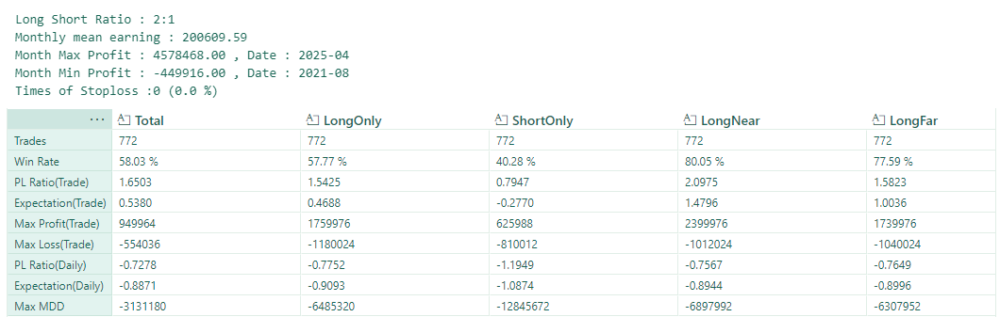 Long Short Ratio : 2:1
Monthly mean earning : 200609.59
Month Max Profit : 4578468.00 , Date : 2025-04
Month Min Profit : -449916.00 , Date : 2021-08
Times of Stoploss :0 (0.0 %)
... Total LongOnly ShortOnly LongNear LongFar
Trades 772 772 772 772 772
Win Rate 58.03 % 57.77 % 40.28 % 80.05 % 77.59 %
PL Ratio(Trade) 1.6503 1.5425 0.7947 2.0975 1.5823
Expectation(Trade) 0.5380 0.4688 -0.2770 1.4796 1.0036
Max Profit(Trade) 949964 1759976 625988 2399976 1739976
Max Loss(Trade) -554036 -1180024 -810012 -1012024 -1040024
PL Ratio(Daily) -0.7278 -0.7752 -1.1949 -0.7567 -0.7649
Expectation(Daily) -0.8871 -0.9093 -1.0874 -0.8944 -0.8996
Max MDD -3131180 -6485320 -12845672 -6897992 -6307952